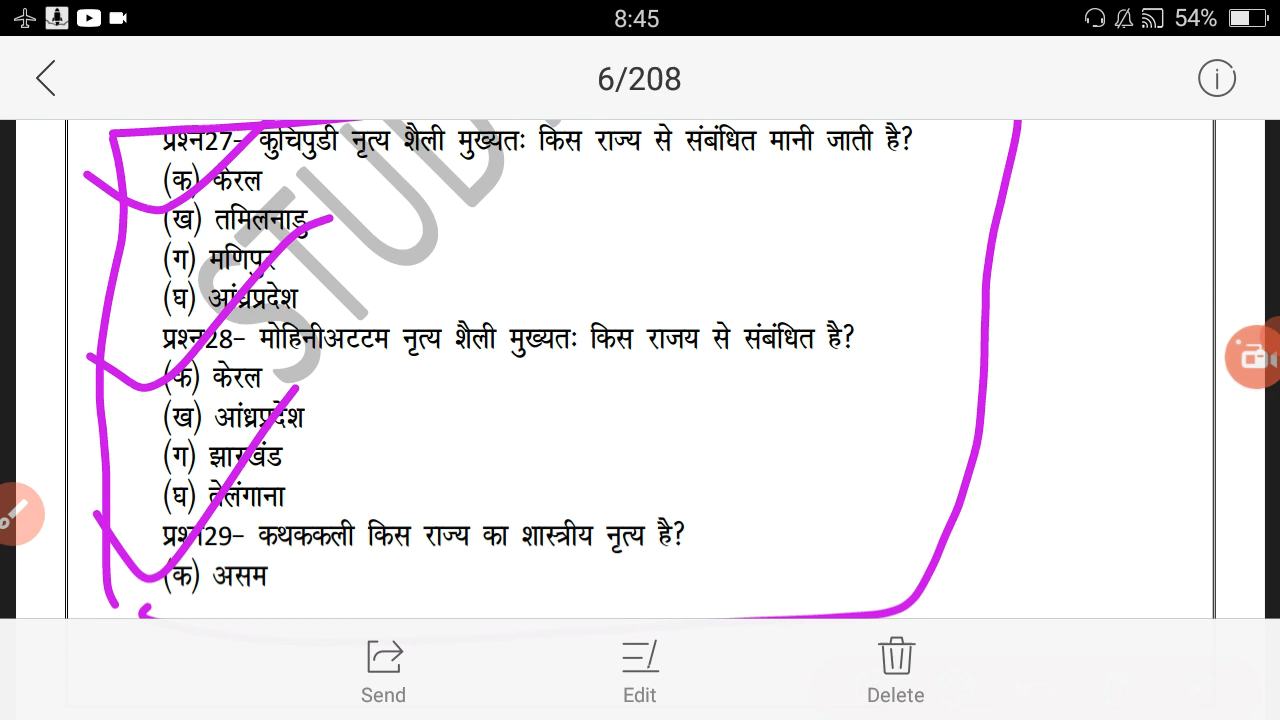 8:45
54%
6/208
प्रश्न27- कुचिपुडी नृत्य शैली मुख्यतः किस राज्य से संबंधित मानी जाती है?
(क) केरल
(ख) तमिलनाडु
(ग) मणिपुर
(घ) आंध्रप्रदेश
प्रश्न28- मोहिनीअटटम नृत्य शैली मुख्यतः किस राजय से संबंधित है?
(क) केरल
(ख) आंध्रप्रदेश
(ग) झारखंड
(घ) तेलंगाना
प्रश्न29- कथककली किस राज्य का शास्त्रीय नृत्य है?
(क) असम
STUD
Send
Edit
Delete